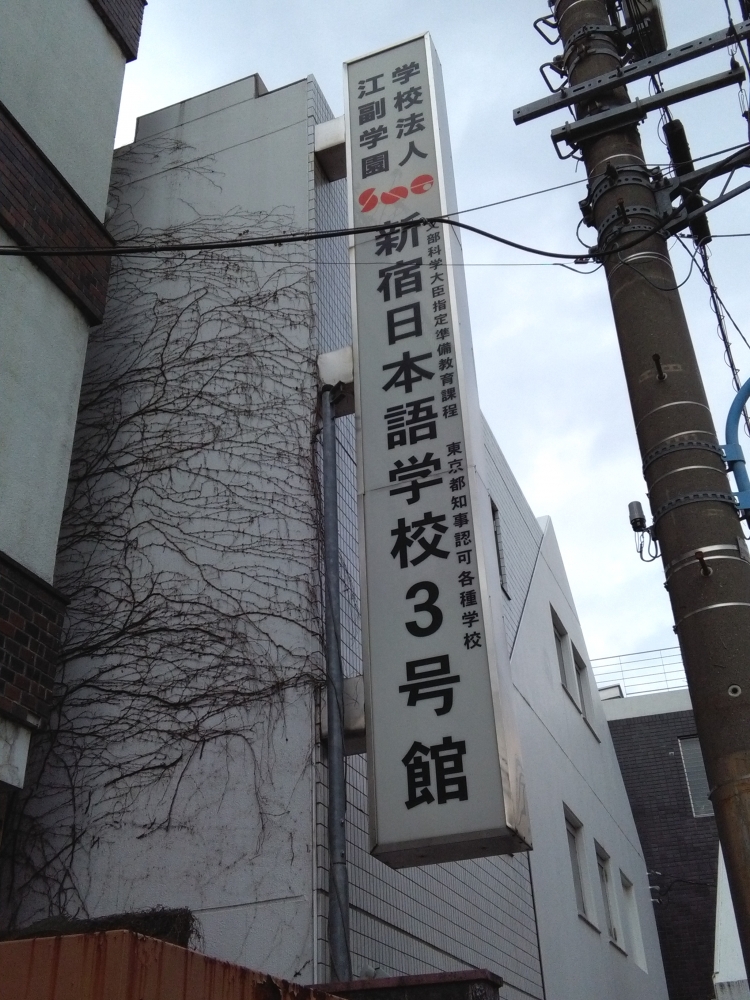 学校法人
江副学園
新宿日本語学校3号館
文部科学大臣指定準備教育課程 東京都知事認可各種学校